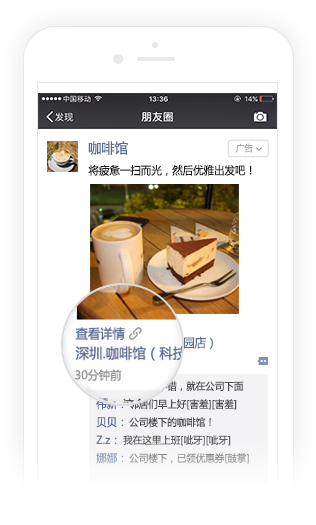 中国移动
13:36
14%
发现
朋友圈
咖啡馆
广告
将疲惫一扫而光，然后优雅出发吧！
查看详情
深圳.咖啡馆（科技
园店）
30分钟前
错，就在公司下面
伟新：邻居们早上好[害羞][害羞]
贝贝：公司楼下的咖啡馆！
Z.z：我在这里上班[呲牙][呲牙]
娜娜：公司楼下，已领优惠券[鼓掌]